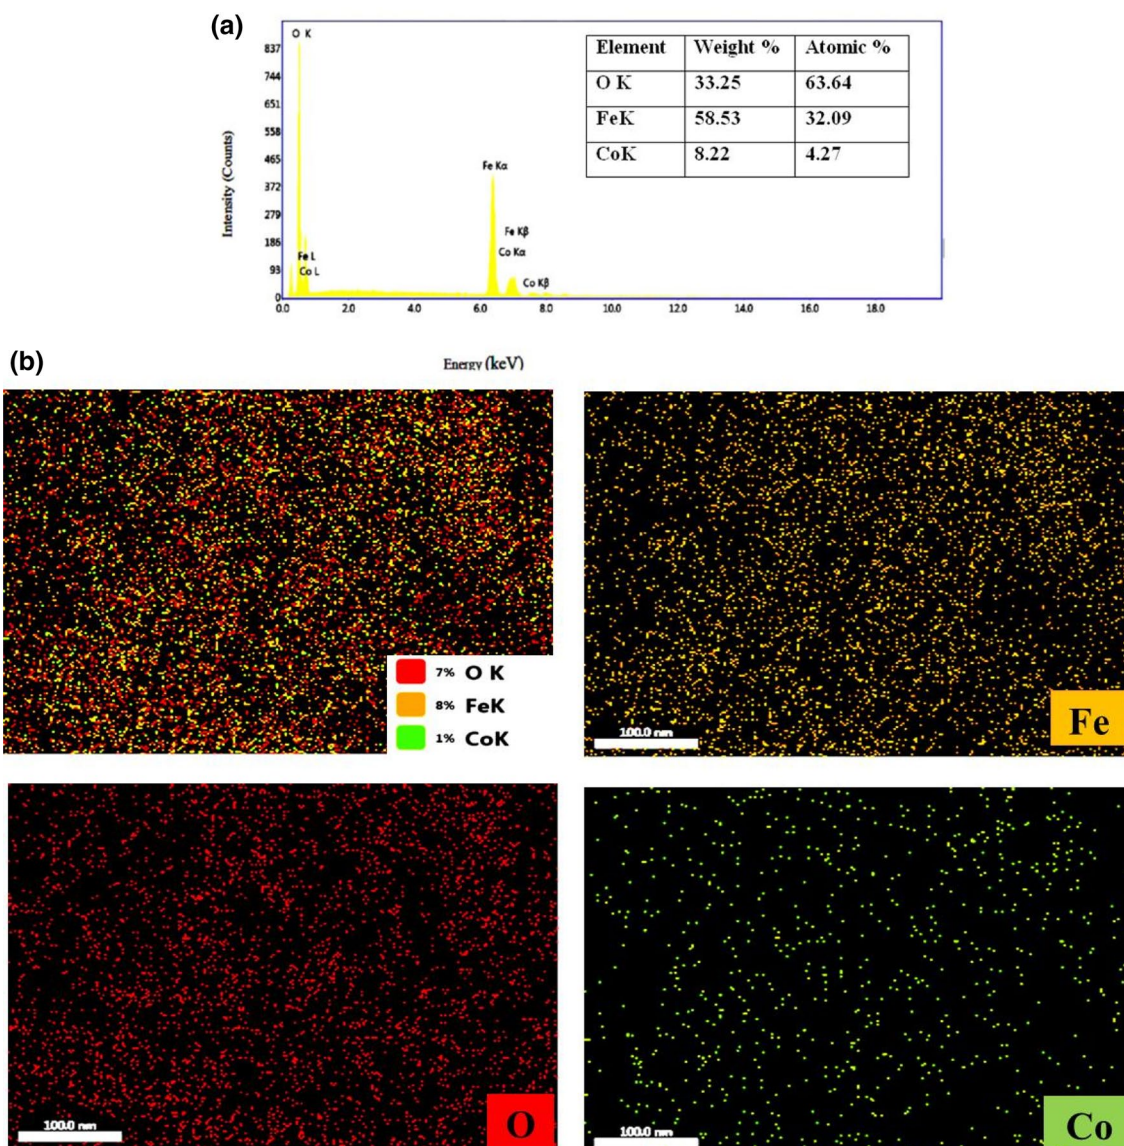 (a)
O K
837
744
651
558
465
372
279
186
93
0
Intensity (Counts)
Fe L
Co L
Fe Kα
Fe Kβ
Co Kα
Co Kβ
0.0 2.0 4.0 6.0 8.0 10.0 12.0 14.0 16.0 18.0
Energy (keV)
Element Weight % Atomic %
O K 33.25 63.64
FeK 58.53 32.09
CoK 8.22 4.27
(b)
7% O K
8% FeK
1% CoK
100.0 nm
Fe
100.0 nm
O
100.0 nm
Co